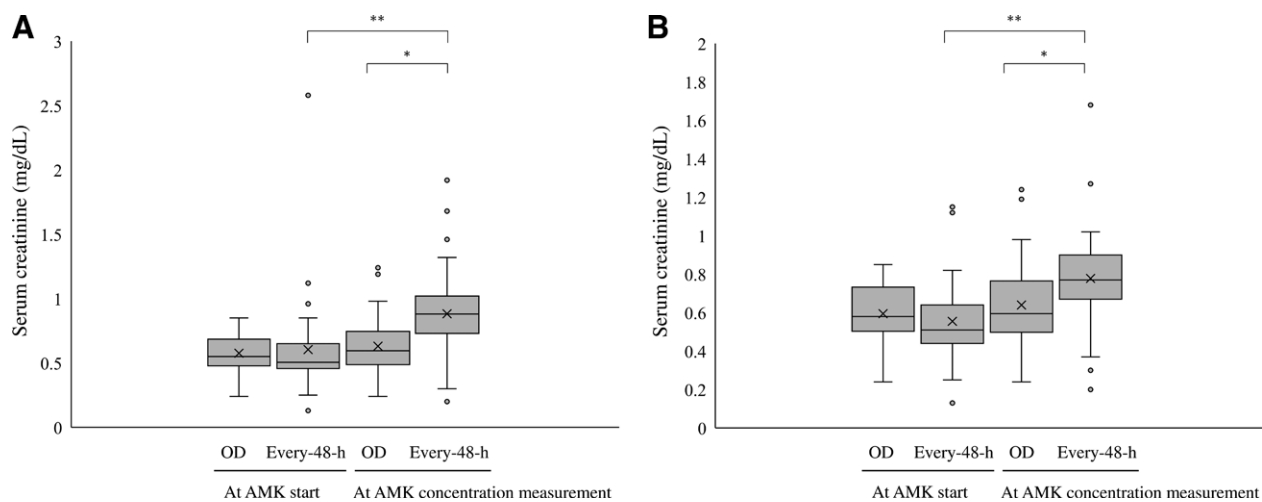 A
Serum creatinine (mg/dL)
3
2.5
2
1.5
1
0.5
0
**
*
OD Every-48-h OD Every-48-h
At AMK start At AMK concentration measurement
B
Serum creatinine (mg/dL)
2
1.8
1.6
1.4
1.2
1
0.8
0.6
0.4
0.2
0
**
*
OD Every-48-h OD Every-48-h
At AMK start At AMK concentration measurement